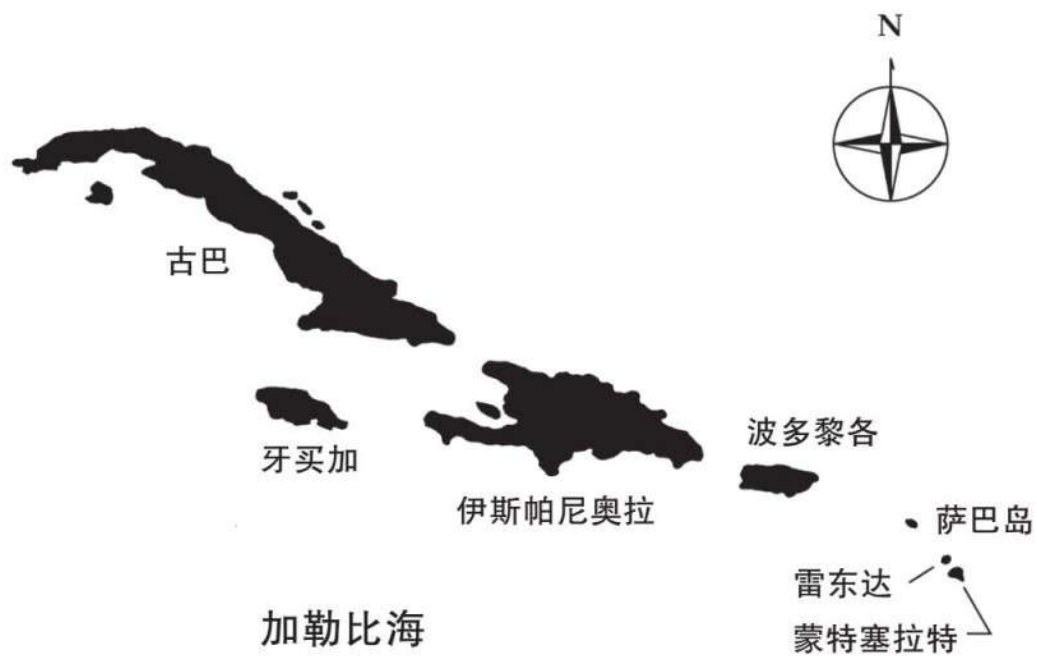 N
古巴
牙买加
波多黎各
伊斯帕尼奥拉
萨巴岛
雷东达
蒙特塞拉特
加勒比海